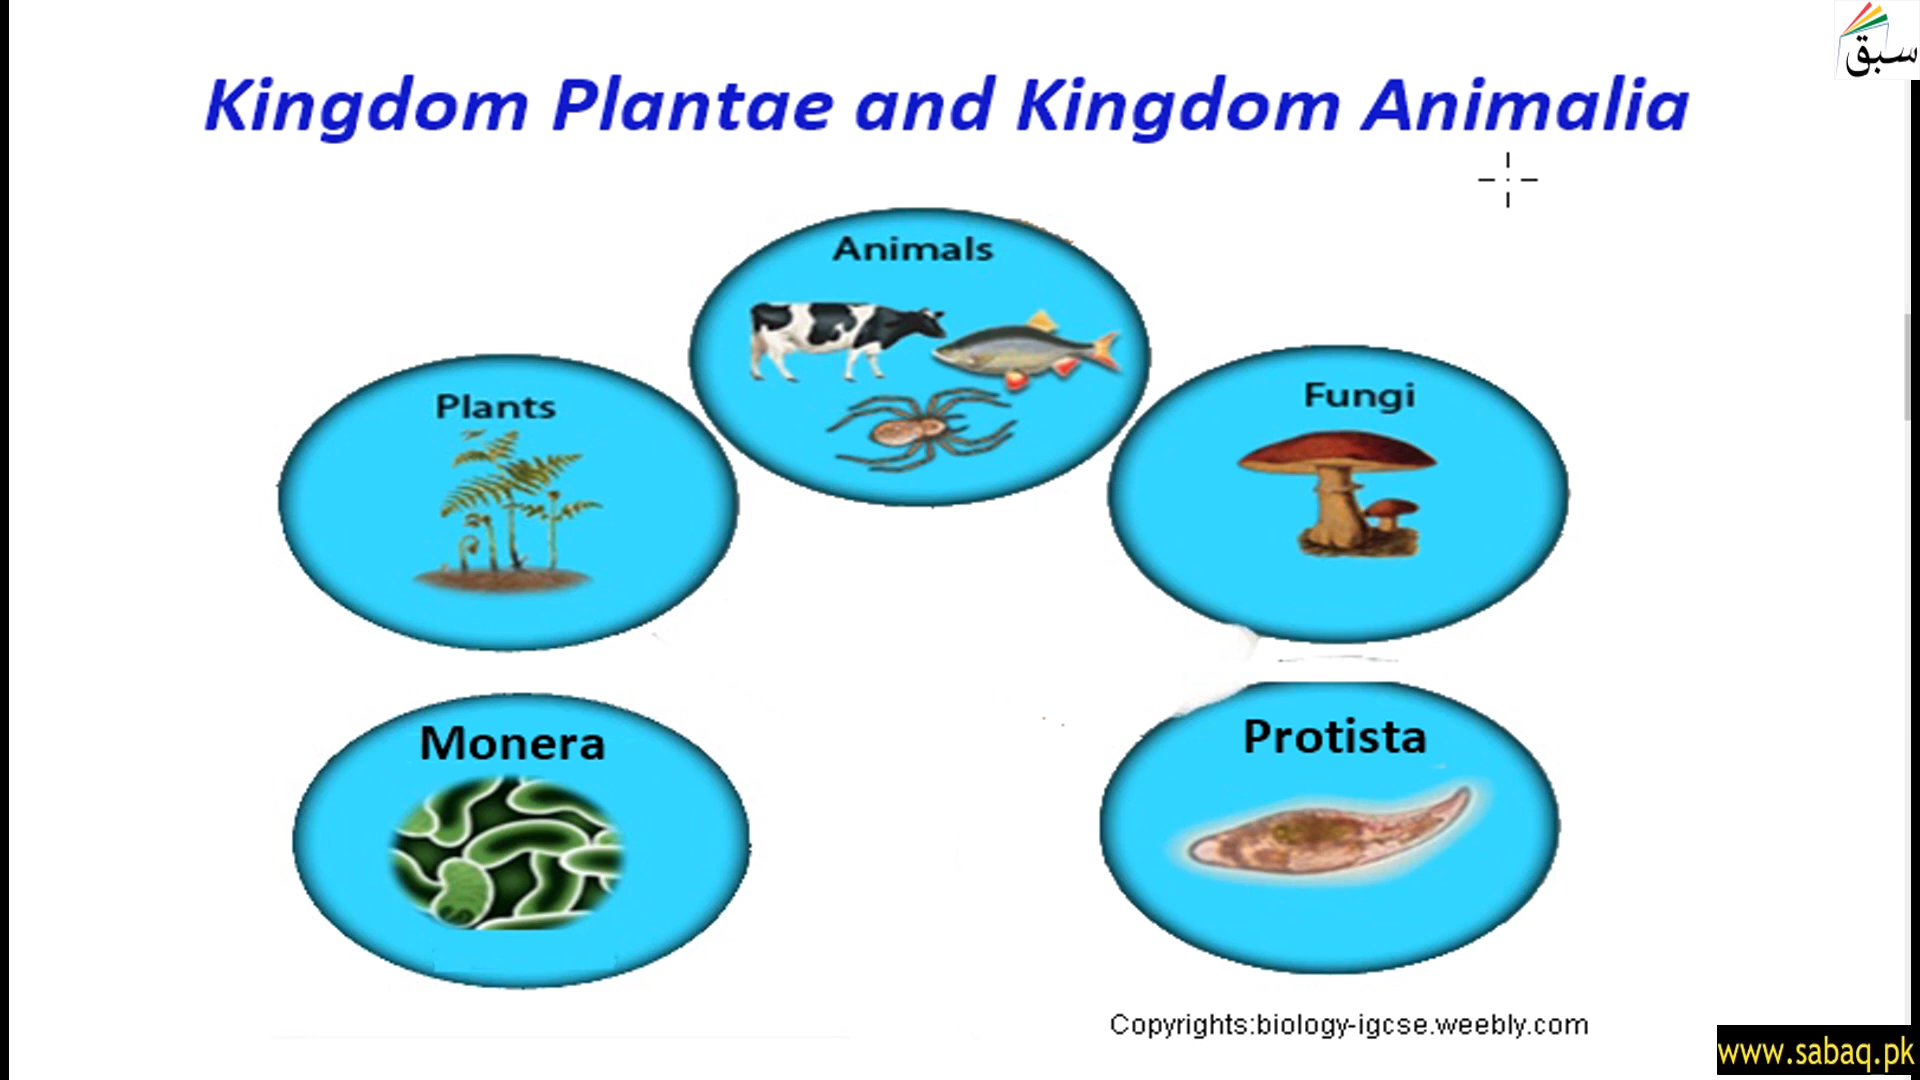 سبق
Kingdom Plantae and Kingdom Animalia
Animals
Plants
Fungi
Monera
Protista
Copyrights:biology-igcse.weebly.com
www.sabaq.pk